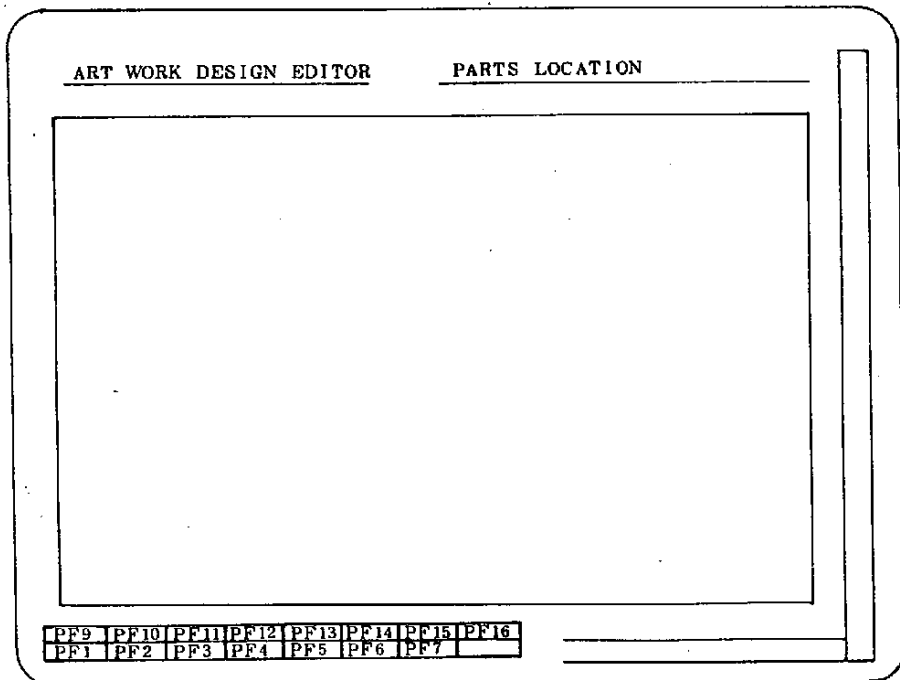 ART WORK DESIGN EDITOR PARTS LOCATION
PF9 PF10 PF11 PF12 PF13 PF14 PF15 PF16
PF1 PF2 PF3 PF4 PF5 PF6 PF7